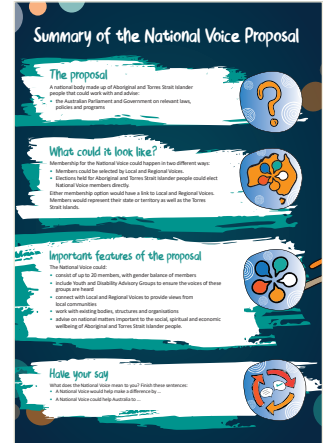 Summary of the National Voice Proposal
The proposal
A national body made up of Aboriginal and Torres Strait Islander
people that could work with and advise:
• the Australian Parliament and Government on relevant laws,
policies and programs
What could it look like?
Membership for the National Voice could happen in two different ways:
• Members could be selected by Local and Regional Voices.
• Elections held for Aboriginal and Torres Strait Islander people could elect
National Voice members directly.
Either membership option would have a link to Local and Regional Voices.
Members would represent their state or territory as well as the Torres
Strait Islands.
Important features of the proposal
The National Voice could:
• consist of up to 20 members, with gender balance of members
• include Youth and Disability Advisory Groups to ensure the voices of these
groups are heard
• connect with Local and Regional Voices to provide views from
local communities
• work with existing bodies, structures and organisations
• advise on national matters important to the social, spiritual and economic
wellbeing of Aboriginal and Torres Strait Islander people.
Have your say
What does the National Voice mean to you? Finish these sentences:
• A National Voice would help make a difference by ...
• A National Voice could help Australia to ...